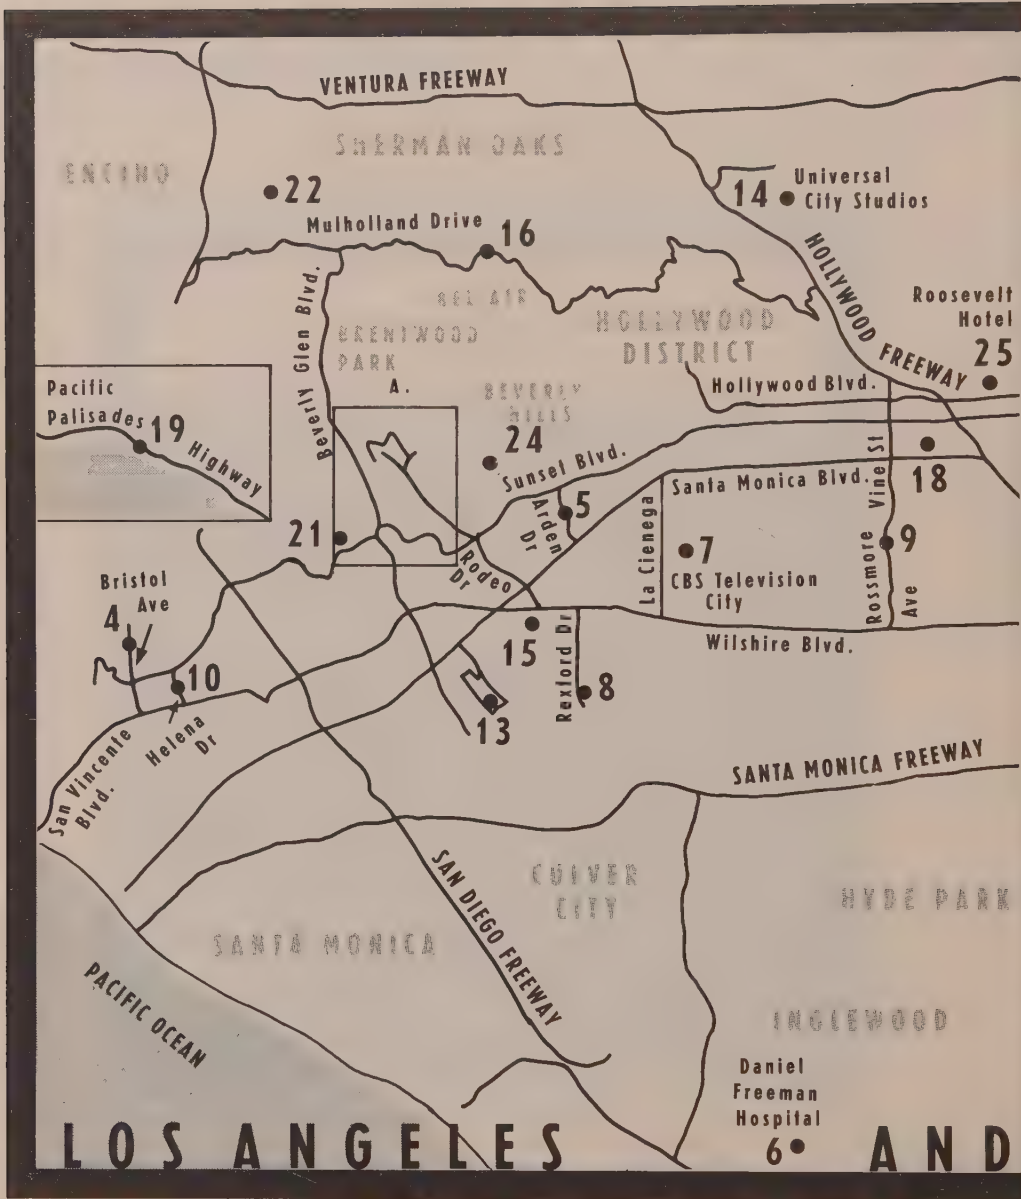 VENTURA FREEWAY
SHERMAN OAKS
ENCINO
22
Mulholland Drive
16
14
Universal
City Studios
HOLLYWOOD FREEWAY
BEL AIR
BRENTWOOD
PARK
A.
HOLLYWOOD
DISTRICT
Roosevelt
Hotel
25
Beverly Glen Blvd.
Pacific
Palisades
19
Highway
BEVERLY
HILLS
24
Hollywood Blvd.
Sunset Blvd.
Santa Monica Blvd.
Vine St
18
5
Arden
Dr
La Cienega
7
CBS Television
City
Rossmore
Ave
9
21
Rodeo
Dr
Bristol
Ave
4
10
Helena
Dr
15
Rexford Dr
8
Wilshire Blvd.
13
San Vincente
Blvd.
SANTA MONICA FREEWAY
SAN DIEGO FREEWAY
CULVER
CITY
HYDE PARK
SANTA MONICA
PACIFIC OCEAN
INGLEWOOD
Daniel
Freeman
Hospital
6
LOS ANGELES AND